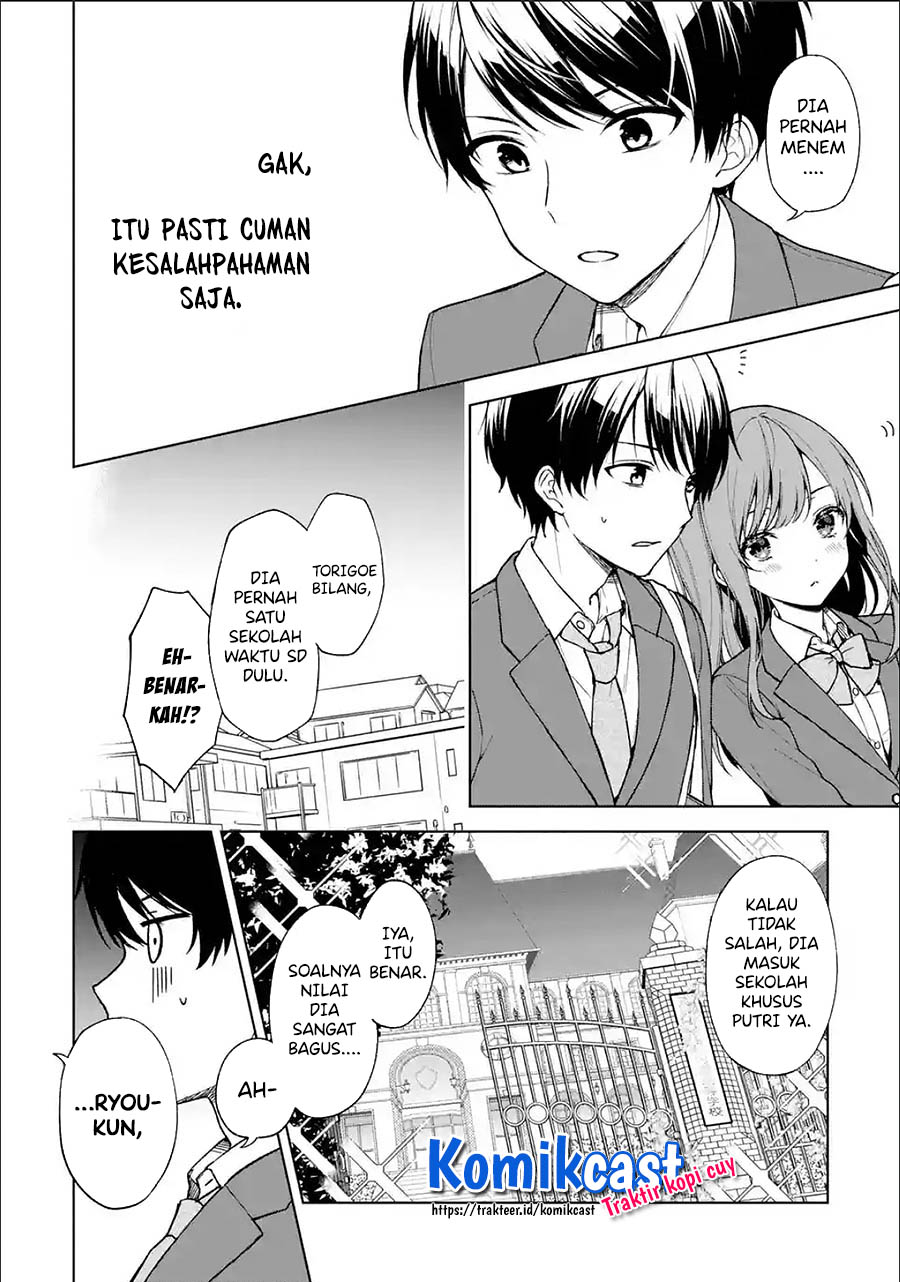 DIA
PERNAH
MENEM
....
GAK,
ITU PASTI CUMAN
KESALAHPAHAMAN
SAJA.
TORIGOE
BILANG,
DIA
PERNAH
SATU
SEKOLAH
WAKTU SD
DULU.
EH-
BENAR-
KAH!?
KALAU
TIDAK
SALAH, DIA
MASUK
SEKOLAH
KHUSUS
PUTRI YA.
IYA,
ITU
BENAR.
SOALNYA
NILAI
DIA
SANGAT
BAGUS....
AH-
...RYOU-
KUN,
Komikcast
Traktir kopi cuy
https://trakteer.id/komikcast